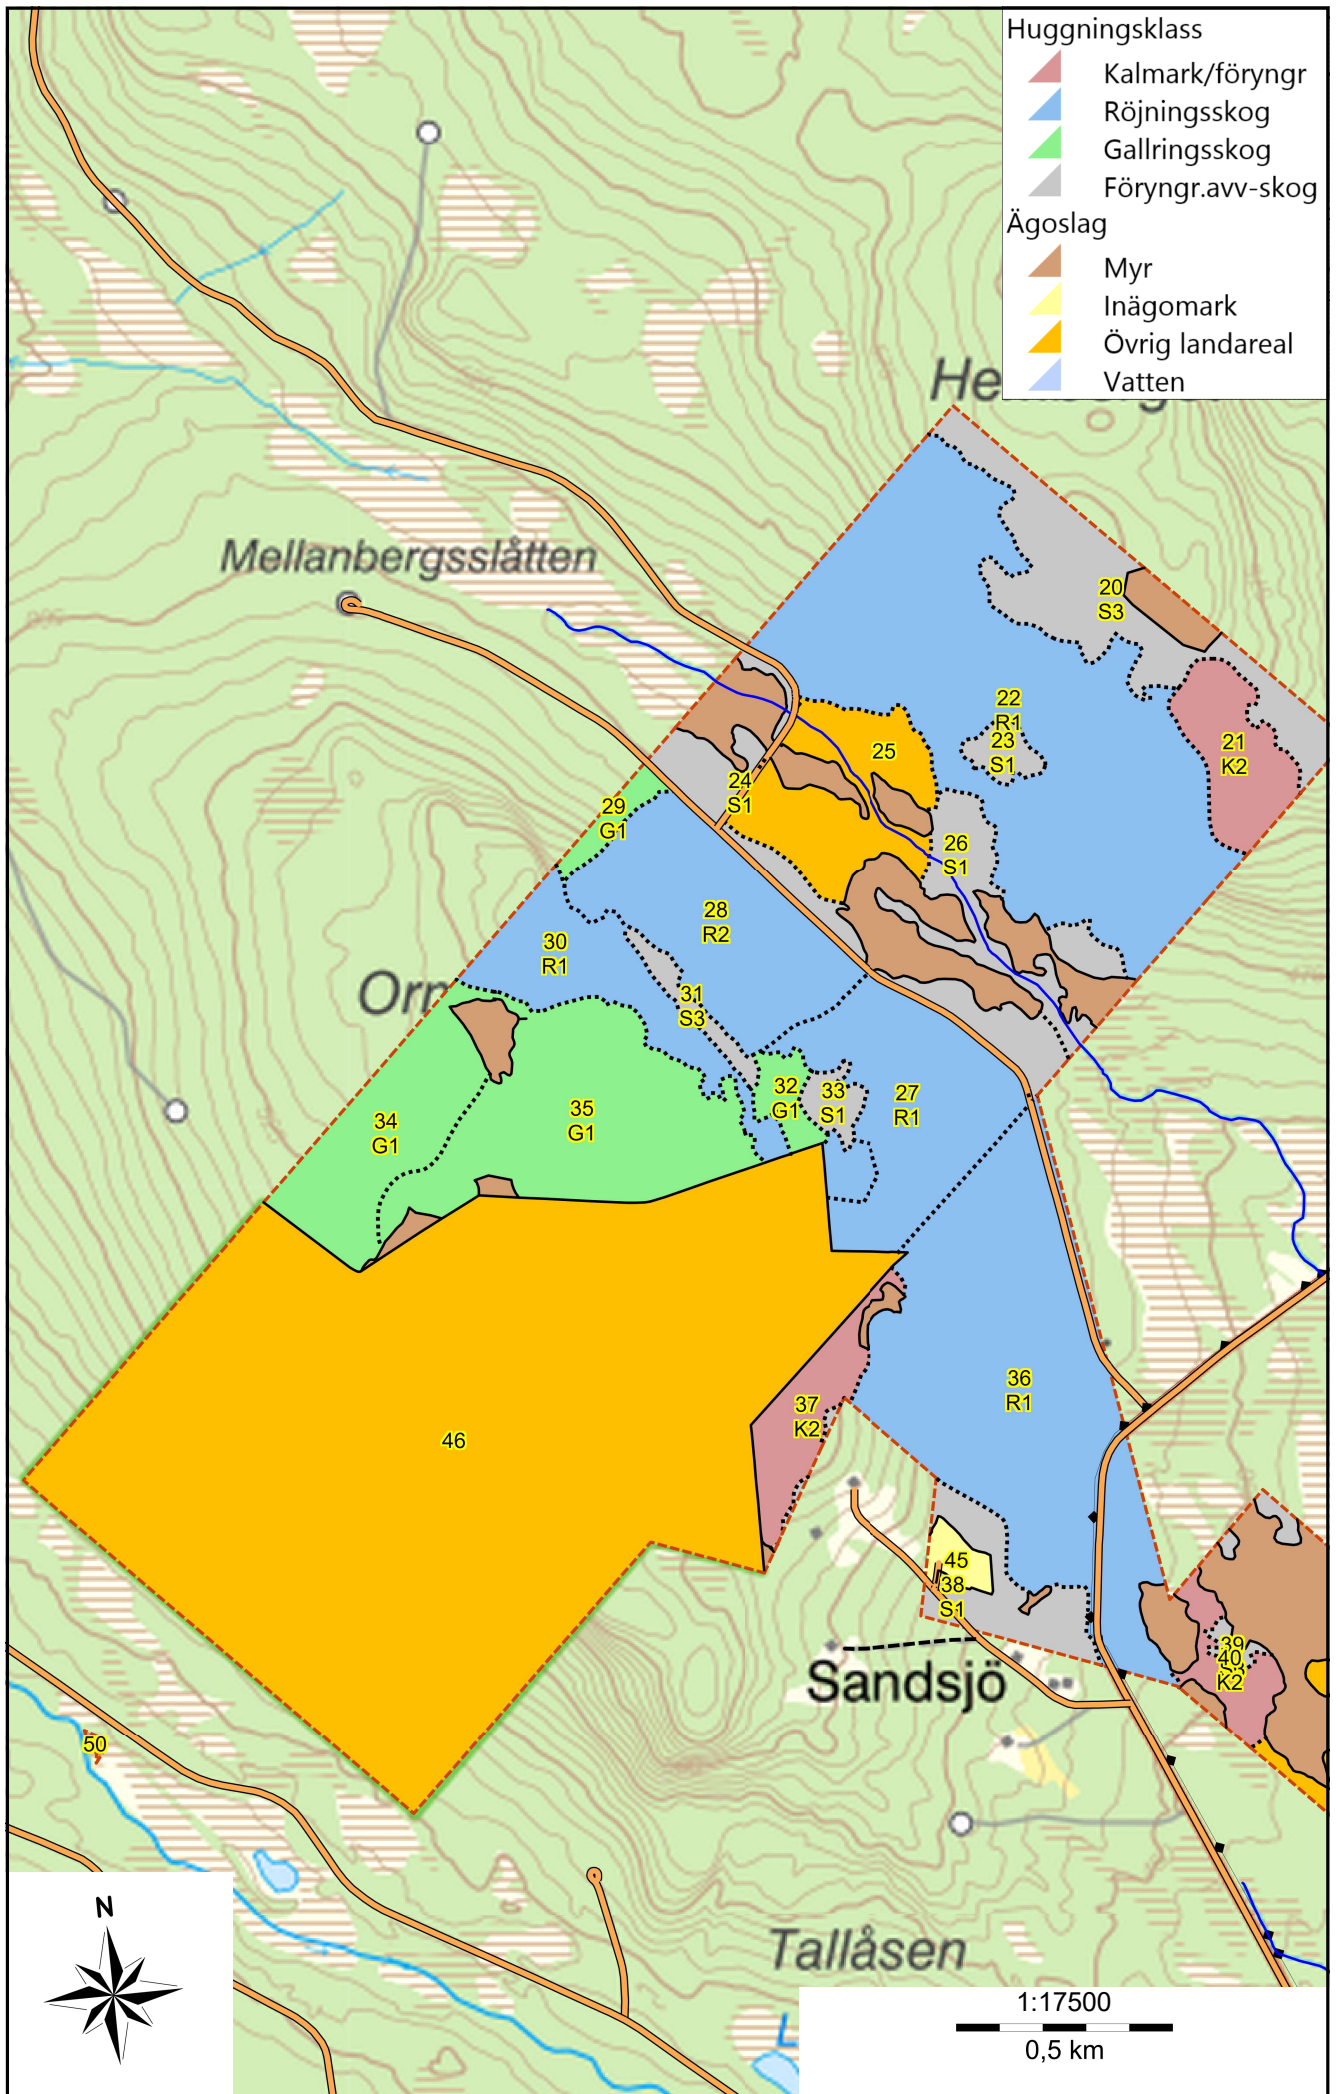 Huggningsklass
Kalmark/föryngr
Röjningsskog
Gallringsskog
Föryngr.avv-skog
Ägoslag
Myr
Inägomark
Övrig landareal
Vatten
Mellanbergsslåtten
20
S3
22
R1
23
S1
21
K2
25
24
S1
29
G1
26
S1
28
R2
30
R1
31
S3
32
G1
33
S1
27
R1
34
G1
35
G1
36
R1
37
K2
46
45
38
S1
39
40
K2
Sandsjö
50
N
Tallåsen
L
1:17500
0,5 km